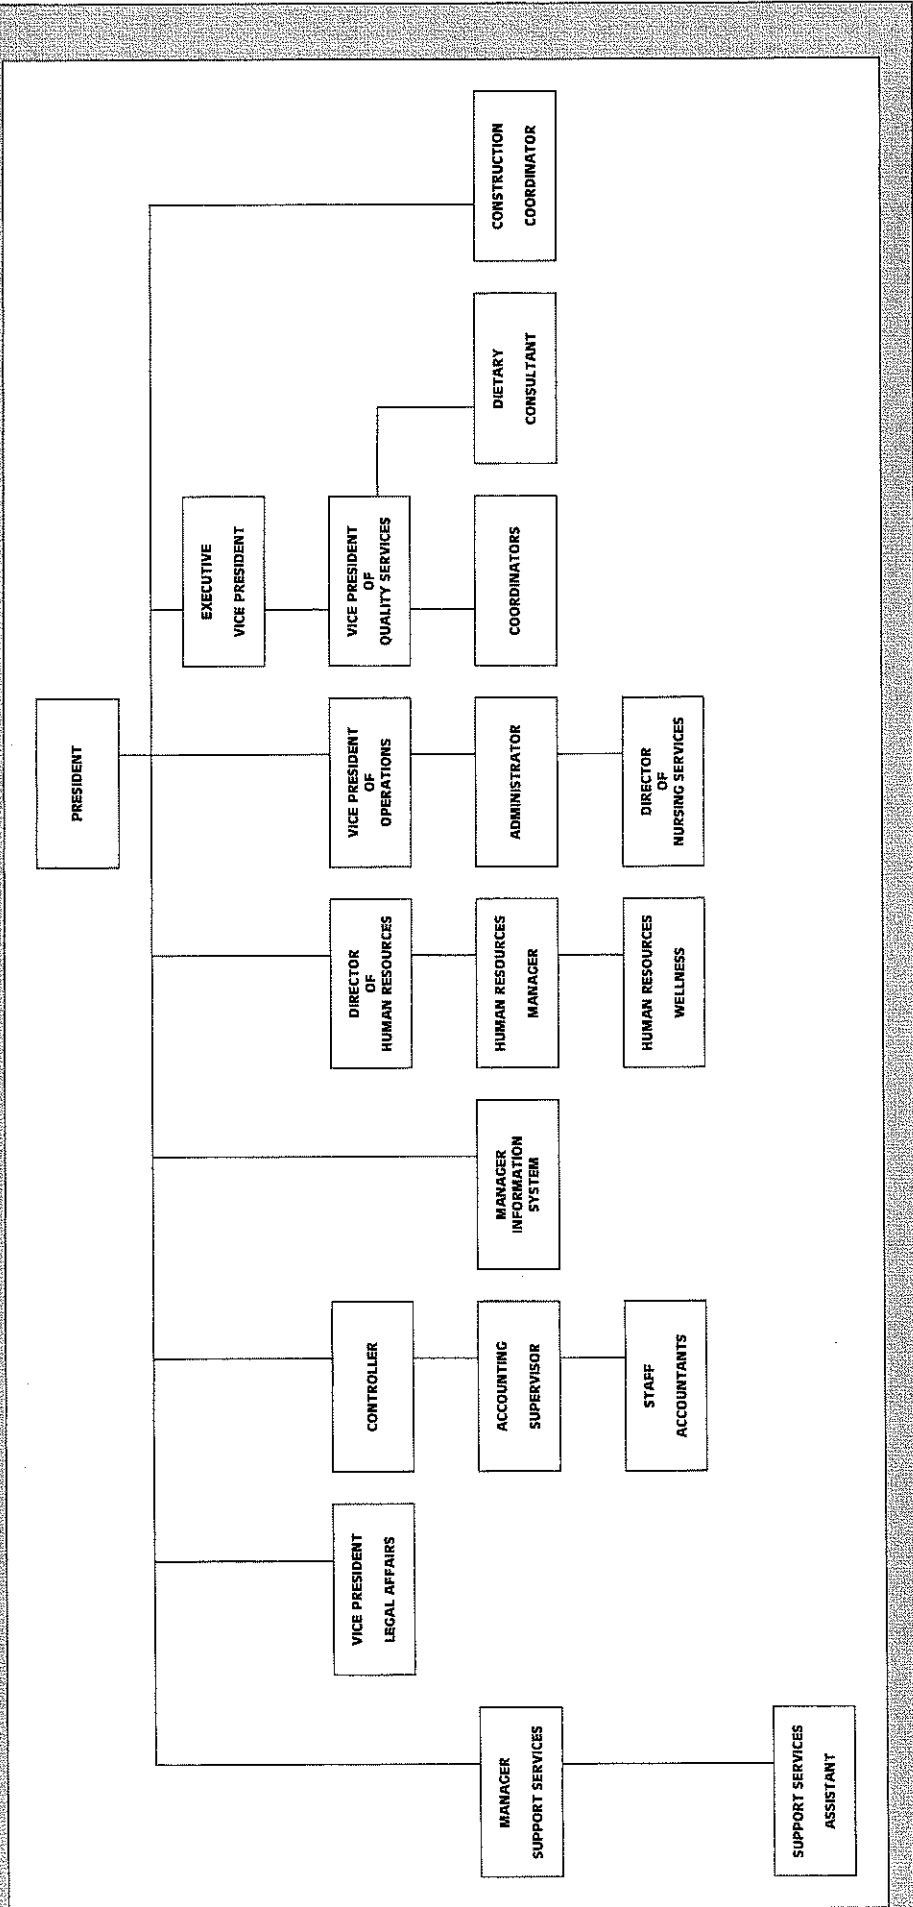 PRESIDENT
EXECUTIVE
VICE PRESIDENT
VICE PRESIDENT
LEGAL AFFAIRS
CONTROLLER
DIRECTOR
OF
HUMAN RESOURCES
VICE PRESIDENT
OF
OPERATIONS
VICE PRESIDENT
OF
QUALITY SERVICES
MANAGER
SUPPORT SERVICES
ACCOUNTING
SUPERVISOR
MANAGER
INFORMATION
SYSTEM
HUMAN RESOURCES
MANAGER
ADMINISTRATOR
COORDINATORS
DIETARY
CONSULTANT
CONSTRUCTION
COORDINATOR
STAFF
ACCOUNTANTS
HUMAN RESOURCES
WELLNESS
DIRECTOR
OF
NURSING SERVICES
SUPPORT SERVICES
ASSISTANT